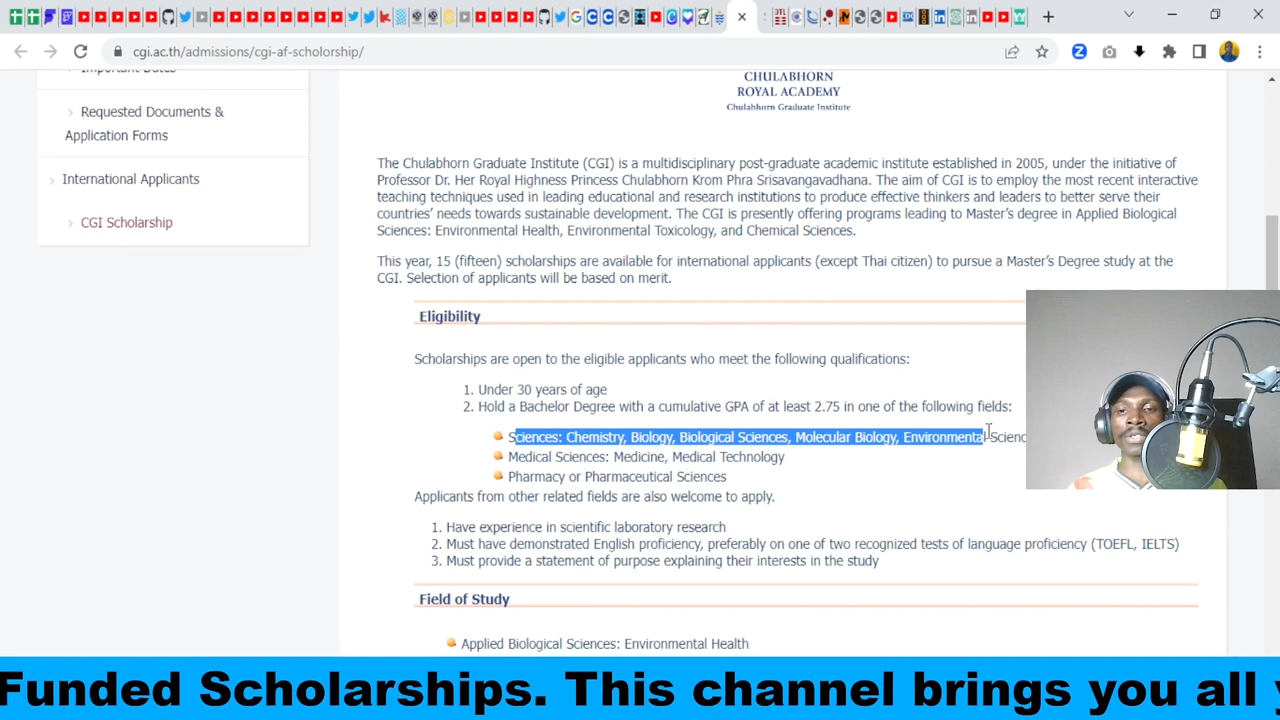 cgi.ac.th/admissions/cgi-af-scholorship/
Important Dates
Requested Documents &
Application Forms
International Applicants
CGI Scholarship
CHULABHORN
ROYAL ACADEMY
Chulabhorn Graduate Institute
The Chulabhorn Graduate Institute (CGI) is a multidisciplinary post-graduate academic institute established in 2005, under the initiative of
Professor Dr. Her Royal Highness Princess Chulabhorn Krom Phra Srisavangavadhana. The aim of CGI is to employ the most recent interactive
teaching techniques used in leading educational and research institutions to produce effective thinkers and leaders to better serve their
countries' needs towards sustainable development. The CGI is presently offering programs leading to Master's degree in Applied Biological
Sciences: Environmental Health, Environmental Toxicology, and Chemical Sciences.
This year, 15 (fifteen) scholarships are available for international applicants (except Thai citizen) to pursue a Master's Degree study at the
CGI. Selection of applicants will be based on merit.
Eligibility
Scholarships are open to the eligible applicants who meet the following qualifications:
1. Under 30 years of age
2. Hold a Bachelor Degree with a cumulative GPA of at least 2.75 in one of the following fields:
Sciences: Chemistry, Biology, Biological Sciences, Molecular Biology, Environmental Scienc
Medical Sciences: Medicine, Medical Technology
Pharmacy or Pharmaceutical Sciences
Applicants from other related fields are also welcome to apply.
1. Have experience in scientific laboratory research
2. Must have demonstrated English proficiency, preferably on one of two recognized tests of language proficiency (TOEFL, IELTS)
3. Must provide a statement of purpose explaining their interests in the study
Field of Study
Applied Biological Sciences: Environmental Health
Funded Scholarships. This channel brings you all y